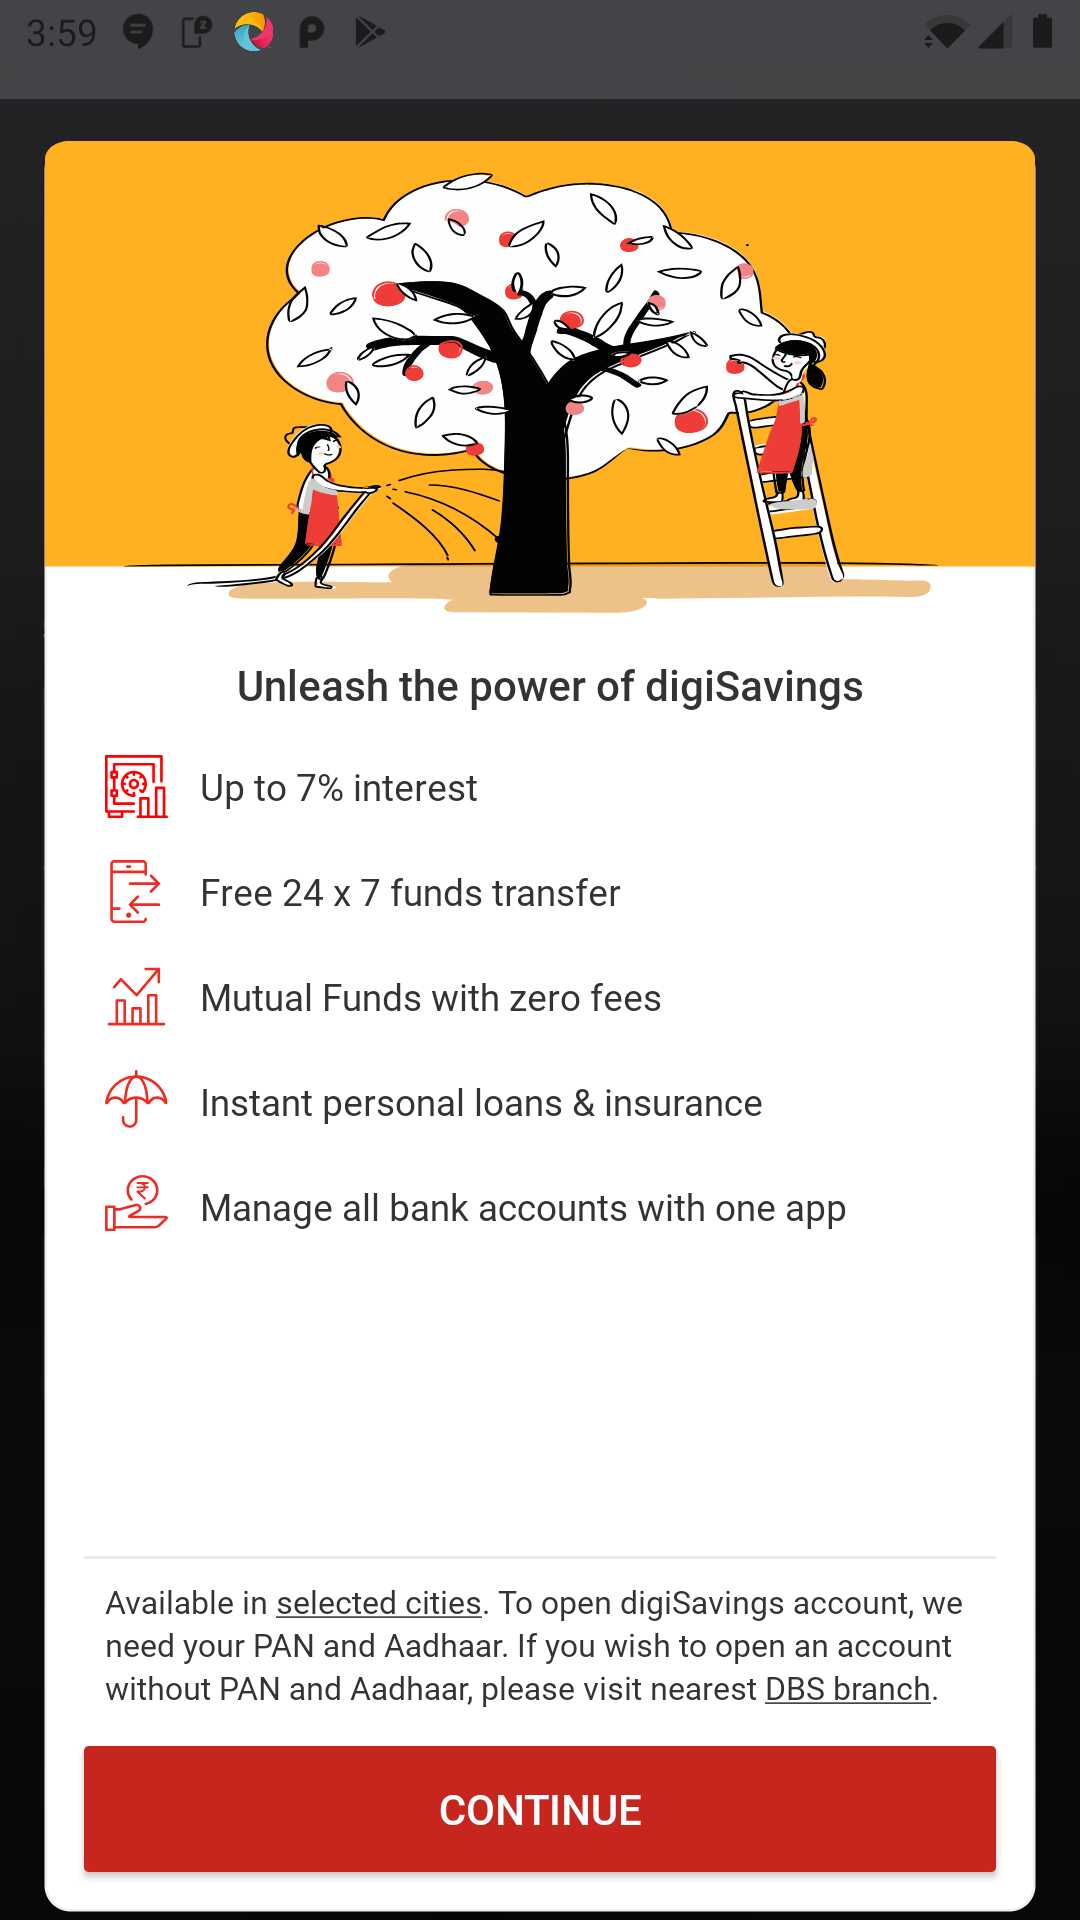 3:59
Unleash the power of digiSavings
Up to 7% interest
Free 24 x 7 funds transfer
Mutual Funds with zero fees
Instant personal loans & insurance
Manage all bank accounts with one app
Available in selected cities. To open digiSavings account, we
need your PAN and Aadhaar. If you wish to open an account
without PAN and Aadhaar, please visit nearest DBS branch.
CONTINUE